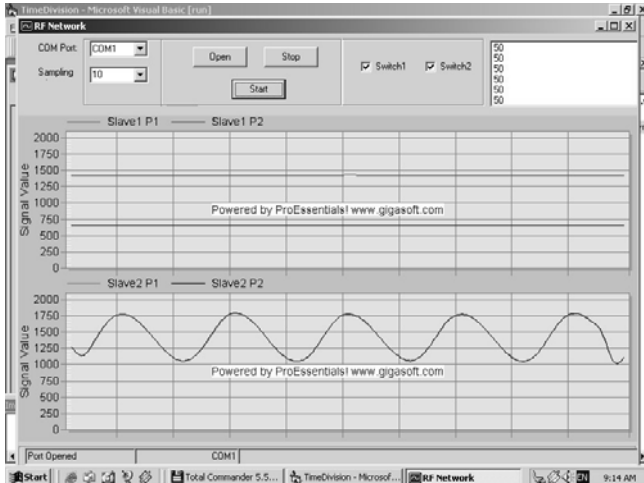 TimeDivision - Microsoft Visual Basic [run]
RF Network
COM Port: COM1
Sampling 10
Open Stop
Start
Switch1 Switch2
50
50
50
50
50
50
Slave1 P1 Slave1 P2
Signal Value
2000
1750
1500
1000
750
500
250
0
Powered by ProEssentials! www.gigasoft.com
Slave2 P1 Slave2 P2
Signal Value
2000
1750
1500
1250
1000
750
500
250
0
Powered by ProEssentials! www.gigasoft.com
Port Opened COM1
Start Total Commander 5.5... TimeDivision - Microsof... RF Network EN 9:14 AM